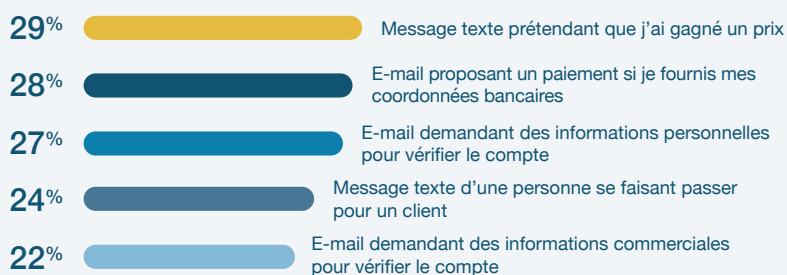 29% Message texte prétendant que j'ai gagné un prix
28% E-mail proposant un paiement si je fournis mes
coordonnées bancaires
27% E-mail demandant des informations personnelles
pour vérifier le compte
24% Message texte d'une personne se faisant passer
pour un client
22% E-mail demandant des informations commerciales
pour vérifier le compte